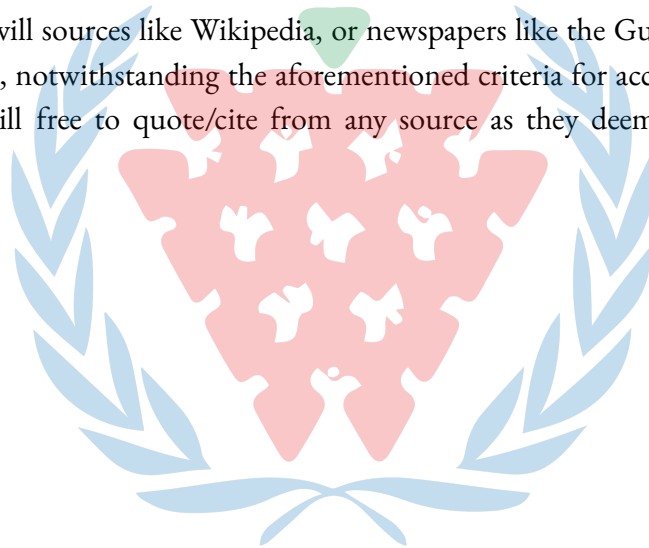 will sources like Wikipedia, or newspapers like the Gu
, notwithstanding the aforementioned criteria for acc
ill free to quote/cite from any source as they deem